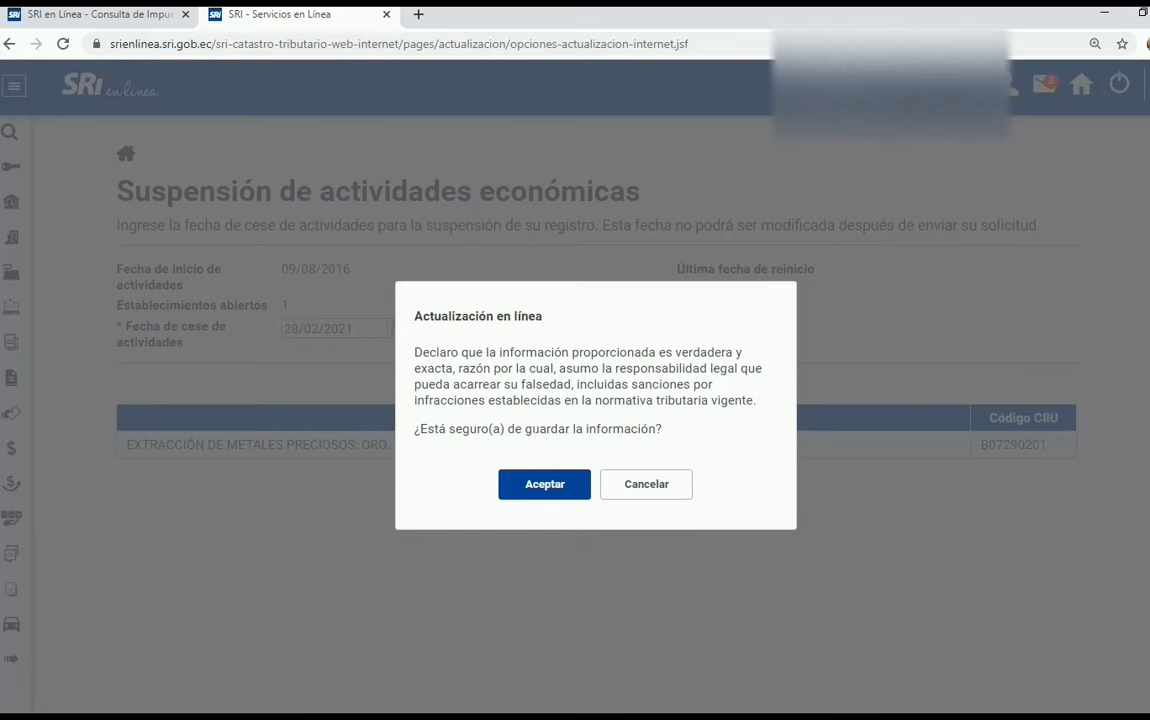 SRI en Línea - Consulta de Impue
SRI - Servicios en Línea
srienlinea.sri.gob.ec/sri-catastro-tributario-web-internet/pages/actualizacion/opciones-actualizacion-internet.jsf
SRi en línea
Suspensión de actividades económicas
Ingrese la fecha de cese de actividades para la suspensión de su registro. Esta fecha no podrá ser modificada después de enviar su solicitud.
Fecha de inicio de actividades 09/08/2016 Última fecha de reinicio
Establecimientos abiertos 1
* Fecha de cese de actividades 28/02/2021
Código CIIU
EXTRACCIÓN DE METALES PRECIOSOS: ORO, B07290201
Actualización en línea
Declaro que la información proporcionada es verdadera y
exacta, razón por la cual, asumo la responsabilidad legal que
pueda acarrear su falsedad, incluidas sanciones por
infracciones establecidas en la normativa tributaria vigente.
¿Está seguro(a) de guardar la información?
Aceptar Cancelar